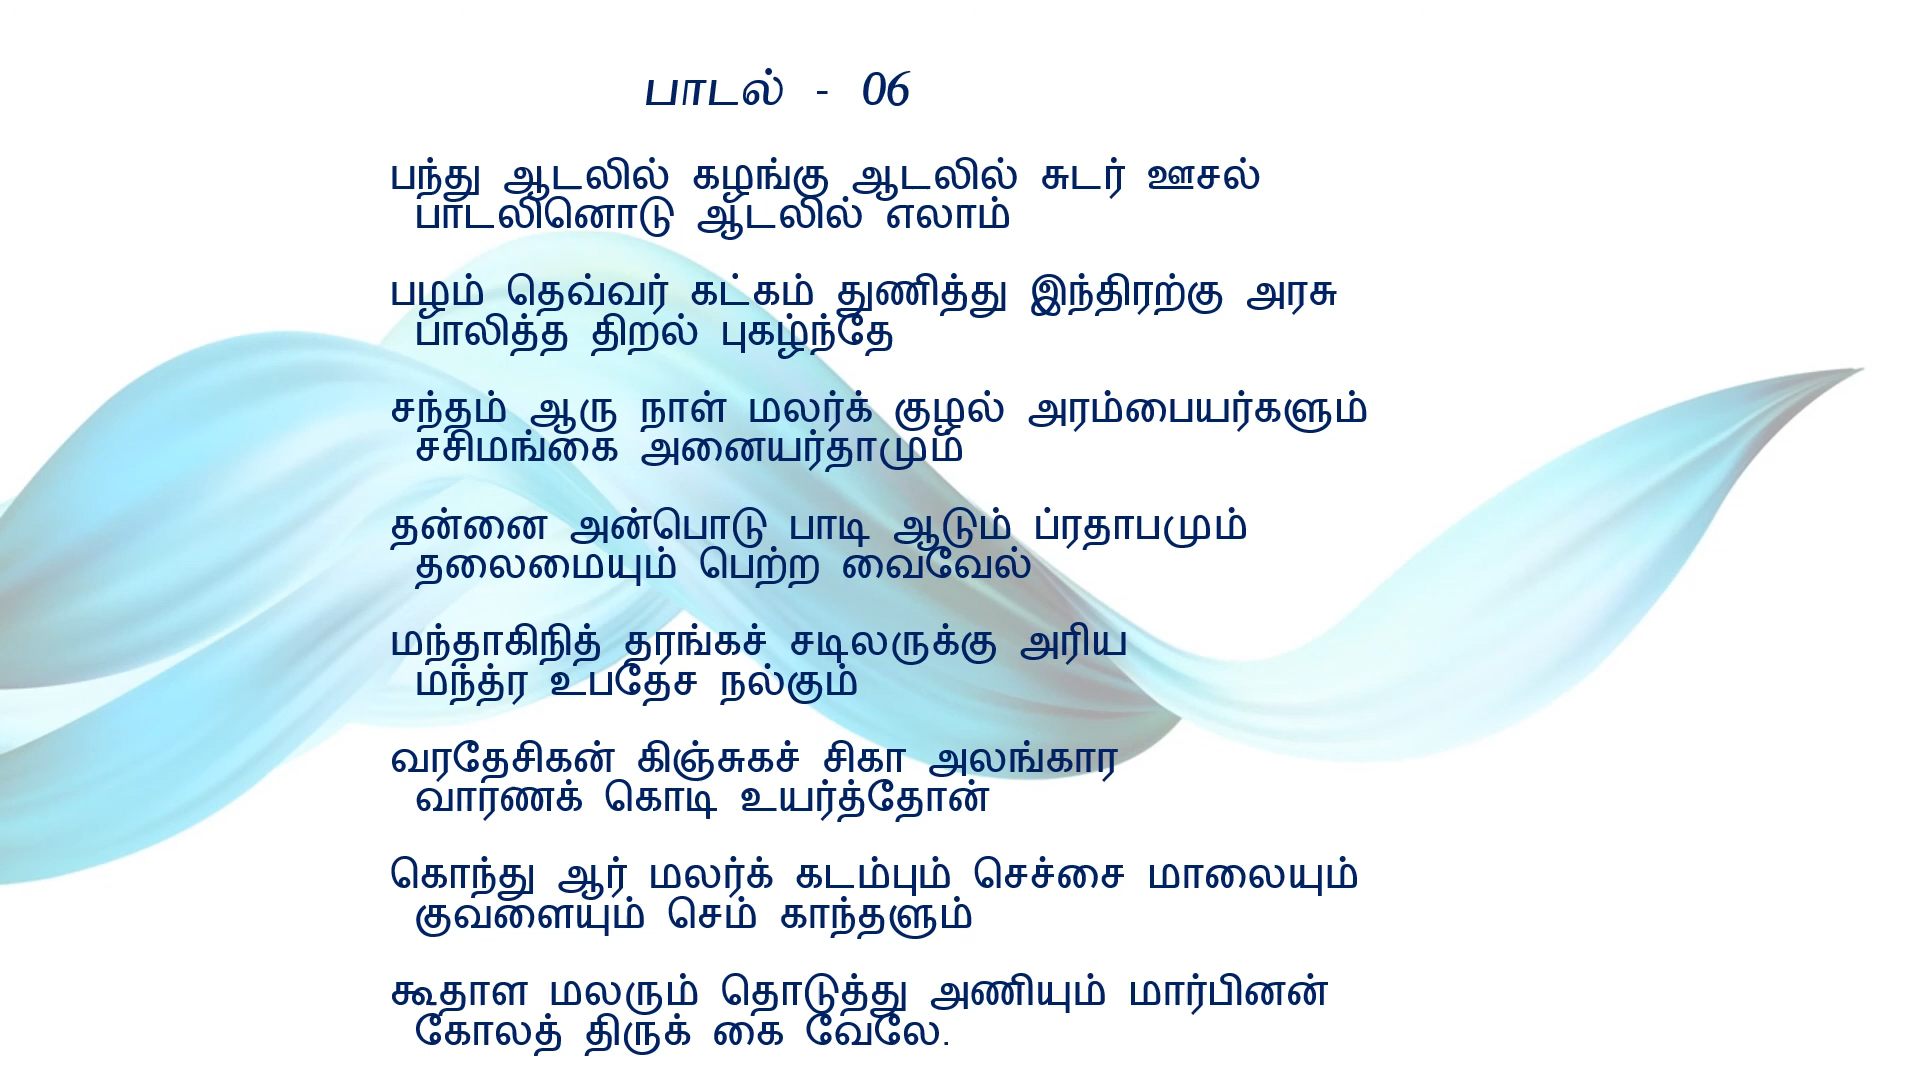 பாடல் - 06
பந்து ஆடலில் கழங்கு ஆடலில் சுடர் ஊசல்
பாடலினொடு ஆடலில் எலாம்
பழம் தெவ்வர் கட்கம் துணித்து இந்திரற்கு அரசு
பாலித்த திறல் புகழ்ந்தே
சந்தம் ஆரு நாள் மலர்க் குழல் அரம்பையர்களும்
சசிமங்கை அனையர்தாமும்
தன்னை அன்பொடு பாடி ஆடும் ப்ரதாபமும்
தலைமையும் பெற்ற வைவேல்
மந்தாகிநித் தரங்கச் சடிலருக்கு அரிய
மந்த்ர உபதேச நல்கும்
வரதேசிகன் கிஞ்சுகச் சிகா அலங்கார
வாரணக் கொடி உயர்த்தோன்
கொந்து ஆர் மலர்க் கடம்பும் செச்சை மாலையும்
குவளையும் செம் காந்தளும்
கூதாள மலரும் தொடுத்து அணியும் மார்பினன்
கோலத் திருக் கை வேலே.